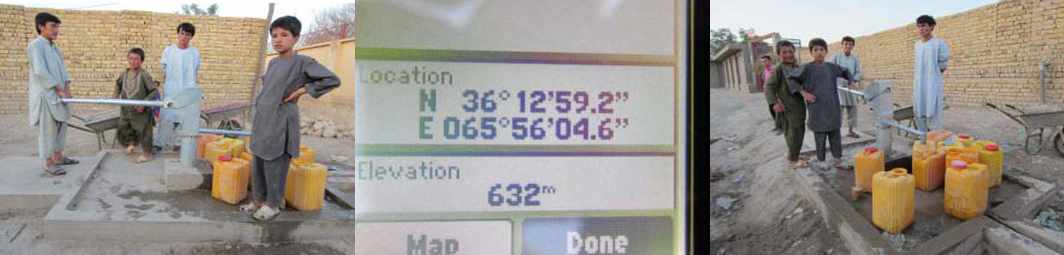 Location
N 36° 12'59.2"
E 065°56'04.6"
Elevation
632m
Map
Done